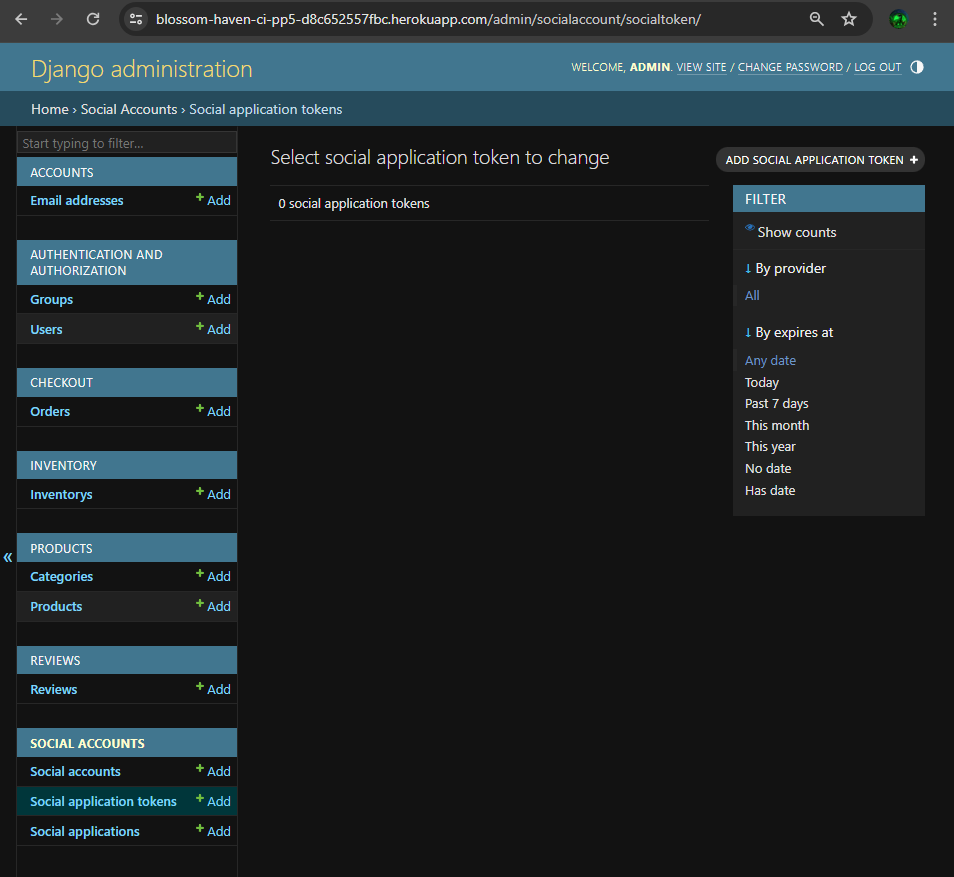 blossom-haven-ci-pp5-d8c652557fbc.herokuapp.com/admin/socialaccount/socialtoken/
Django administration
WELCOME, ADMIN. VIEW SITE / CHANGE PASSWORD / LOG OUT
Home › Social Accounts › Social application tokens
Start typing to filter...
ACCOUNTS
Email addresses + Add
AUTHENTICATION AND
AUTHORIZATION
Groups + Add
Users + Add
CHECKOUT
Orders + Add
INVENTORY
Inventorys + Add
«
PRODUCTS
Categories + Add
Products + Add
REVIEWS
Reviews + Add
SOCIAL ACCOUNTS
Social accounts + Add
Social application tokens + Add
Social applications + Add
Select social application token to change
ADD SOCIAL APPLICATION TOKEN +
0 social application tokens
FILTER
Show counts
↓ By provider
All
↓ By expires at
Any date
Today
Past 7 days
This month
This year
No date
Has date